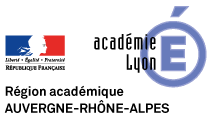 académie
Lyon
Liberté • Égalité • Fraternité
RÉPUBLIQUE FRANÇAISE
Région académique
AUVERGNE-RHÔNE-ALPES